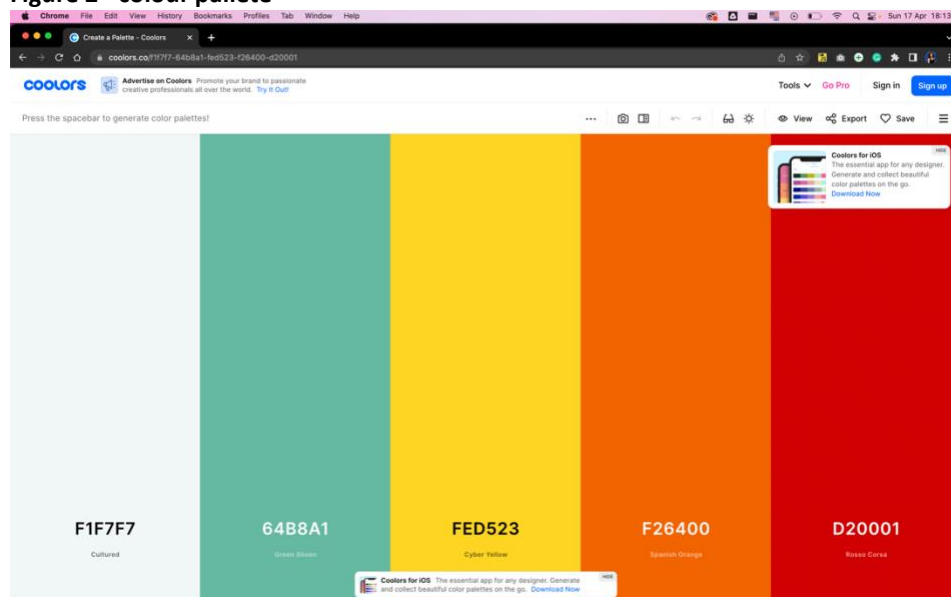 Figure 2 - colour pallete
Chrome File Edit View History Bookmarks Profiles Tab Window Help
Sun 17 Apr 18:13
Create a Palette - Coolors
coolors.co/f1f7f7-64b8a1-fed523-f26400-d20001
coolors
Advertise on Coolors Promote your brand to passionate
creative professionals all over the world. Try It Out!
Tools Go Pro Sign in Sign up
Press the spacebar to generate color palettes!
View Export Save
HIDE
Coolors for iOS
The essential app for any designer.
Generate and collect beautiful
color palettes on the go.
Download Now
F1F7F7 64B8A1 FED523 F26400 D20001
Cultured Green Sheen Cyber Yellow Spanish Orange Rosso Corsa
Coolors for iOS The essential app for any designer. Generate
and collect beautiful color palettes on the go. Download Now
HIDE